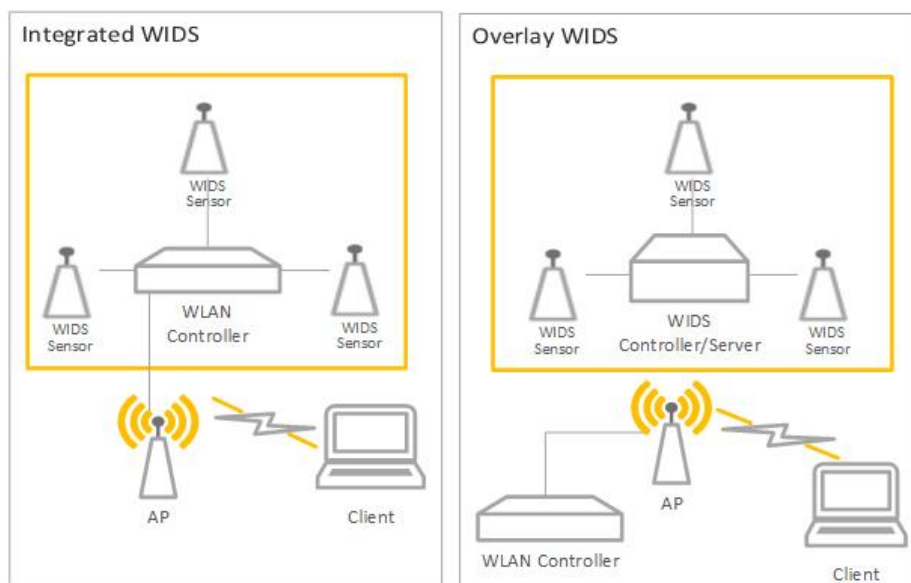 Integrated WIDS
WIDS
Sensor
WIDS
Sensor
WLAN
Controller
WIDS
Sensor
AP
Client
Overlay WIDS
WIDS
Sensor
WIDS
Sensor
WIDS
Controller/Server
WIDS
Sensor
AP
WLAN Controller
Client